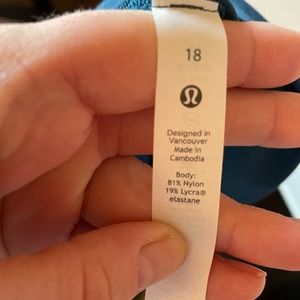 18
Designed in
Vancouver
Made in
Cambodia
Body:
81% Nylon
19% Lycra®
elastane